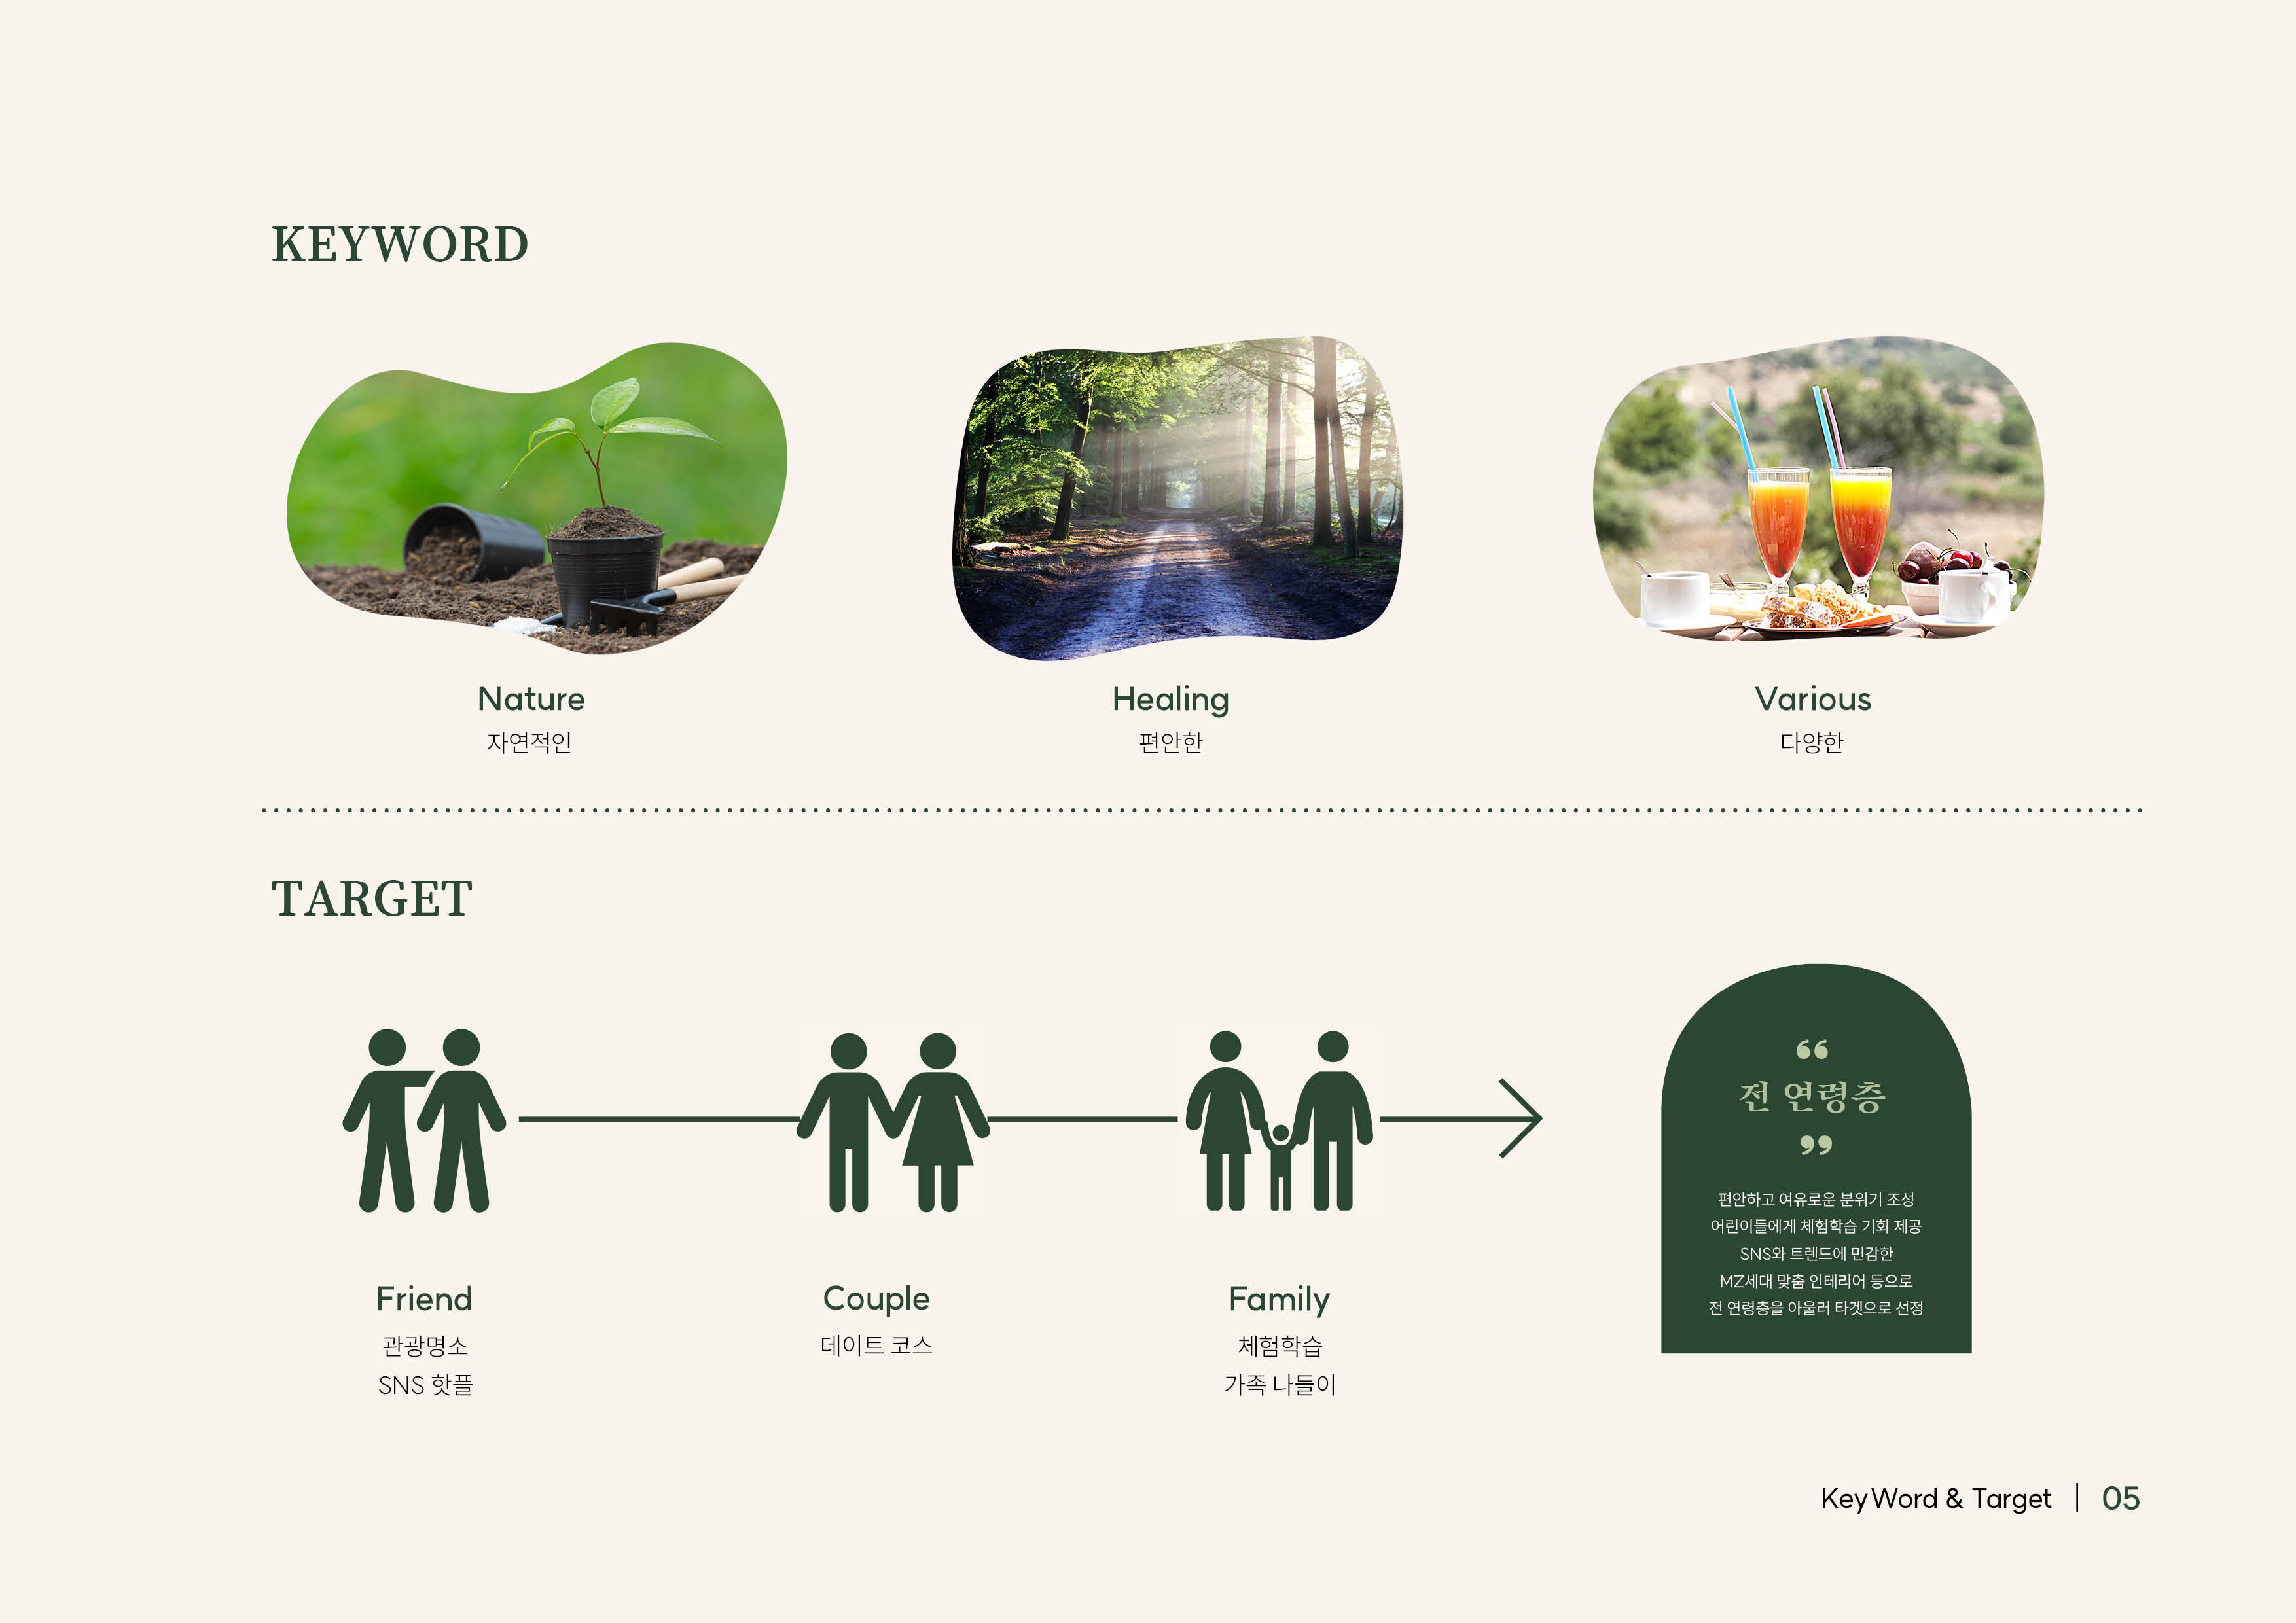 KEYWORD
Nature
자연적인
Healing
편안한
Various
다양한
TARGET
Friend
관광명소
SNS 핫플
Couple
데이트 코스
Family
체험학습
가족 나들이
“
전 연령층
”
편안하고 여유로운 분위기 조성
어린이들에게 체험학습 기회 제공
SNS와 트렌드에 민감한
MZ세대 맞춤 인테리어 등으로
전 연령층을 아울러 타겟으로 선정
KeyWord & Target | 05